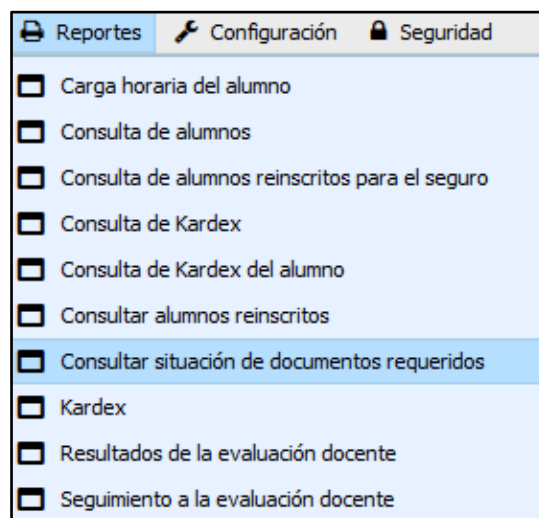 Reportes Configuración Seguridad
Carga horaria del alumno
Consulta de alumnos
Consulta de alumnos reinscritos para el seguro
Consulta de Kardex
Consulta de Kardex del alumno
Consultar alumnos reinscritos
Consultar situación de documentos requeridos
Kardex
Resultados de la evaluación docente
Seguimiento a la evaluación docente